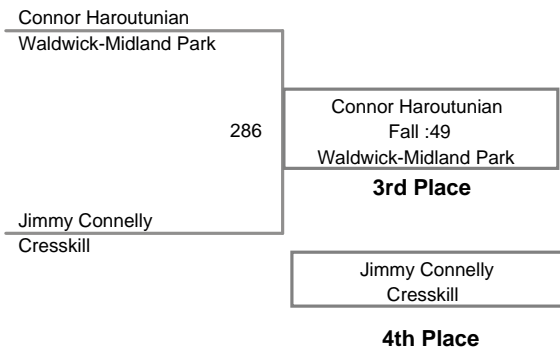 Connor Haroutunian
Waldwick-Midland Park
286
Connor Haroutunian
Fall :49
Waldwick-Midland Park
3rd Place
Jimmy Connelly
Cresskill
Jimmy Connelly
Cresskill
4th Place